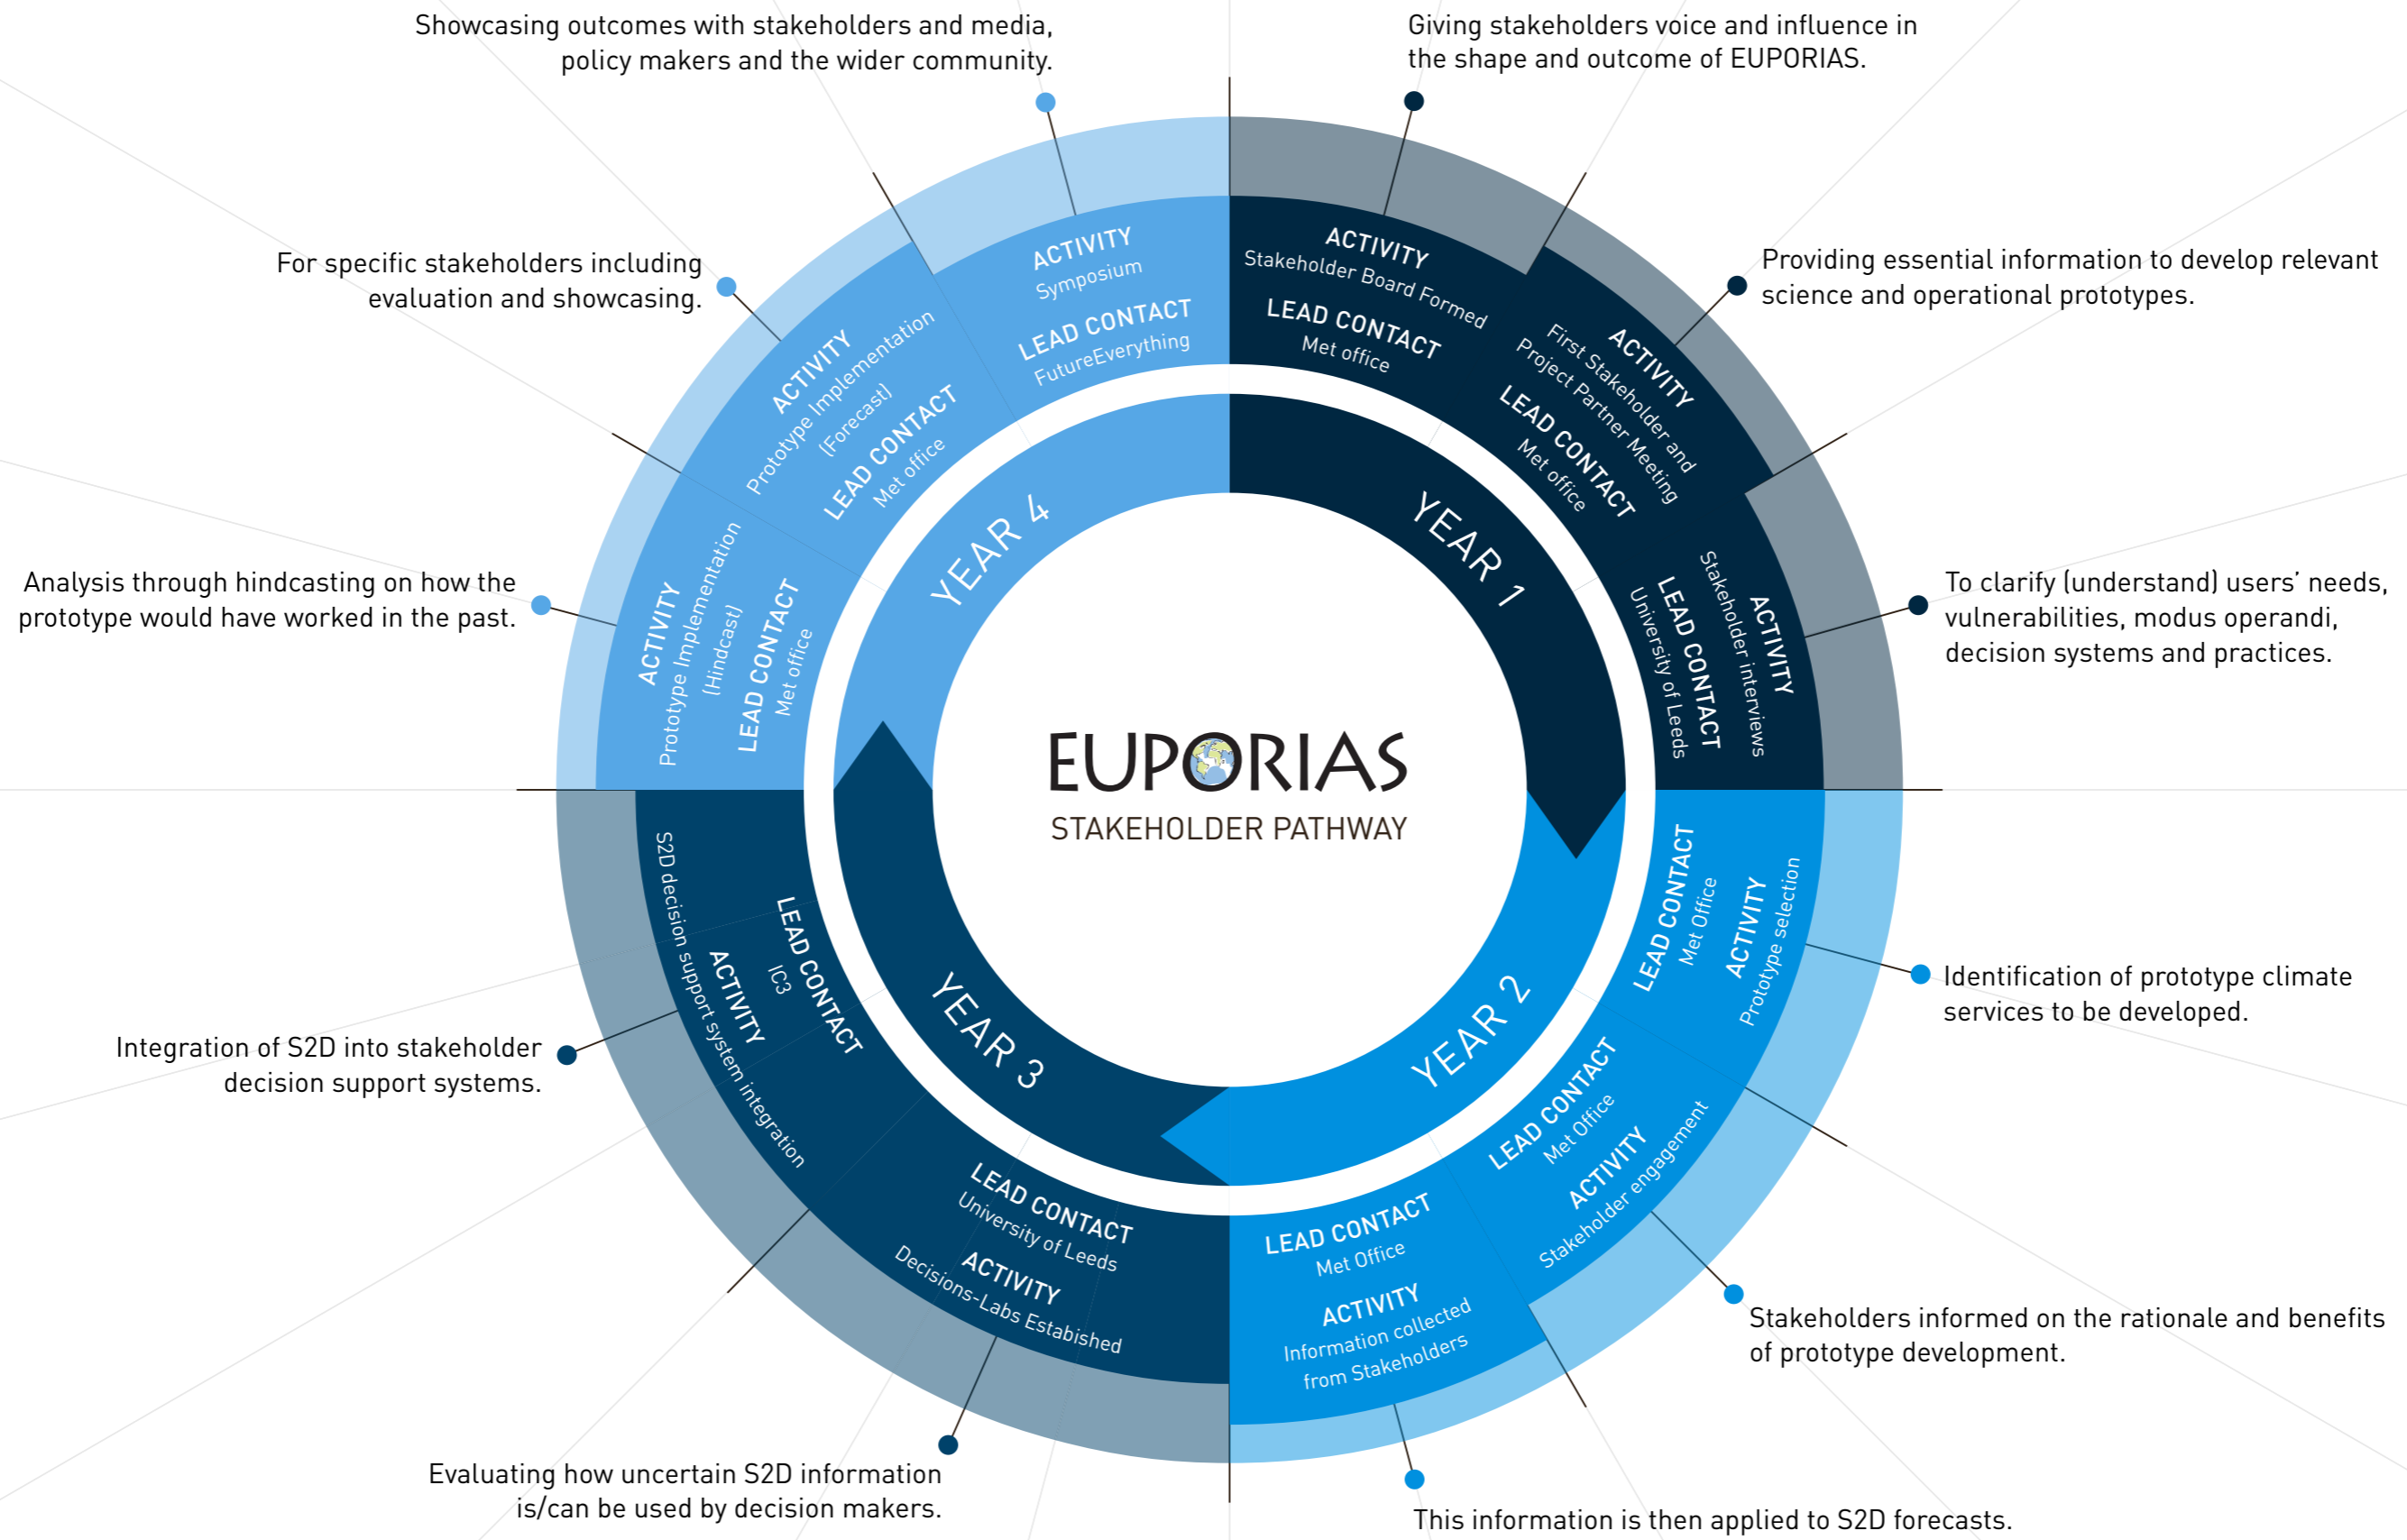 Showcasing outcomes with stakeholders and media,
policy makers and the wider community.
Giving stakeholders voice and influence in
the shape and outcome of EUPORIAS.
ACTIVITY
Stakeholder Board Formed
LEAD CONTACT
Met office
Providing essential information to develop relevant
science and operational prototypes.
ACTIVITY
First Stakeholder and
Project Partner Meeting
LEAD CONTACT
Met office
To clarify (understand) users’ needs,
vulnerabilities, modus operandi,
decision systems and practices.
ACTIVITY
Stakeholder interviews
LEAD CONTACT
University of Leeds
YEAR 1
Identification of prototype climate
services to be developed.
LEAD CONTACT
Met Office
ACTIVITY
Prototype selection
Stakeholders informed on the rationale and benefits
of prototype development.
LEAD CONTACT
Met Office
ACTIVITY
Stakeholder engagement
This information is then applied to S2D forecasts.
LEAD CONTACT
Met Office
ACTIVITY
Information collected
from Stakeholders
YEAR 2
Evaluating how uncertain S2D information
is/can be used by decision makers.
LEAD CONTACT
University of Leeds
ACTIVITY
Decisions-Labs Estabished
Integration of S2D into stakeholder
decision support systems.
LEAD CONTACT
IC3
ACTIVITY
S2D decision support system integration
YEAR 3
Analysis through hindcasting on how the
prototype would have worked in the past.
ACTIVITY
Prototype Implementation
(Hindcast)
LEAD CONTACT
Met office
For specific stakeholders including
evaluation and showcasing.
ACTIVITY
Prototype Implementation
(Forecast)
LEAD CONTACT
Met office
ACTIVITY
Symposium
LEAD CONTACT
FutureEverything
YEAR 4
EUPORIAS
STAKEHOLDER PATHWAY